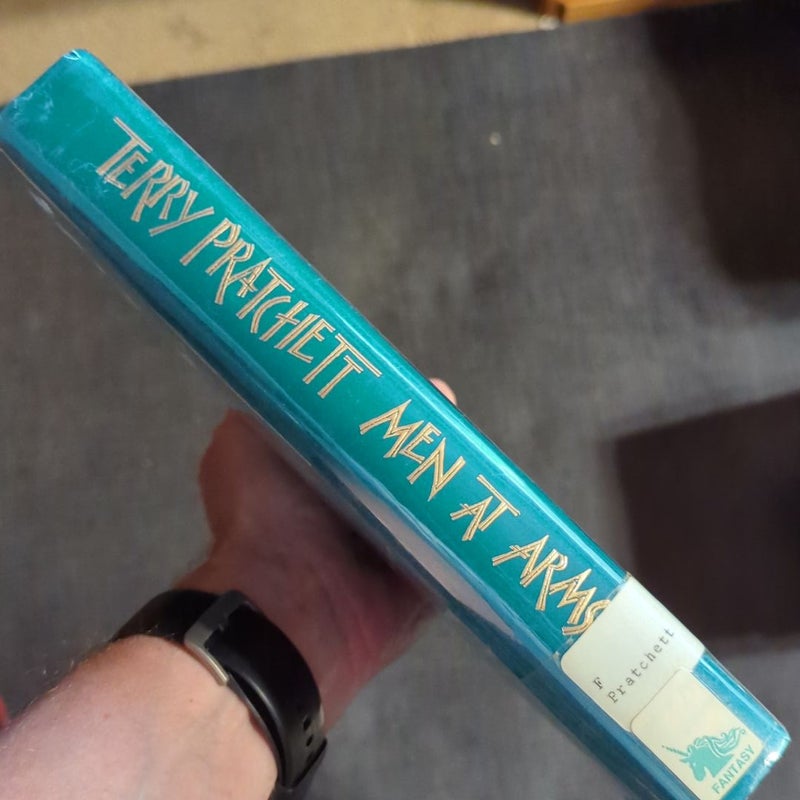 TERRY PRATCHETT MEN AT ARMS
F
Pratchett
FANTASY